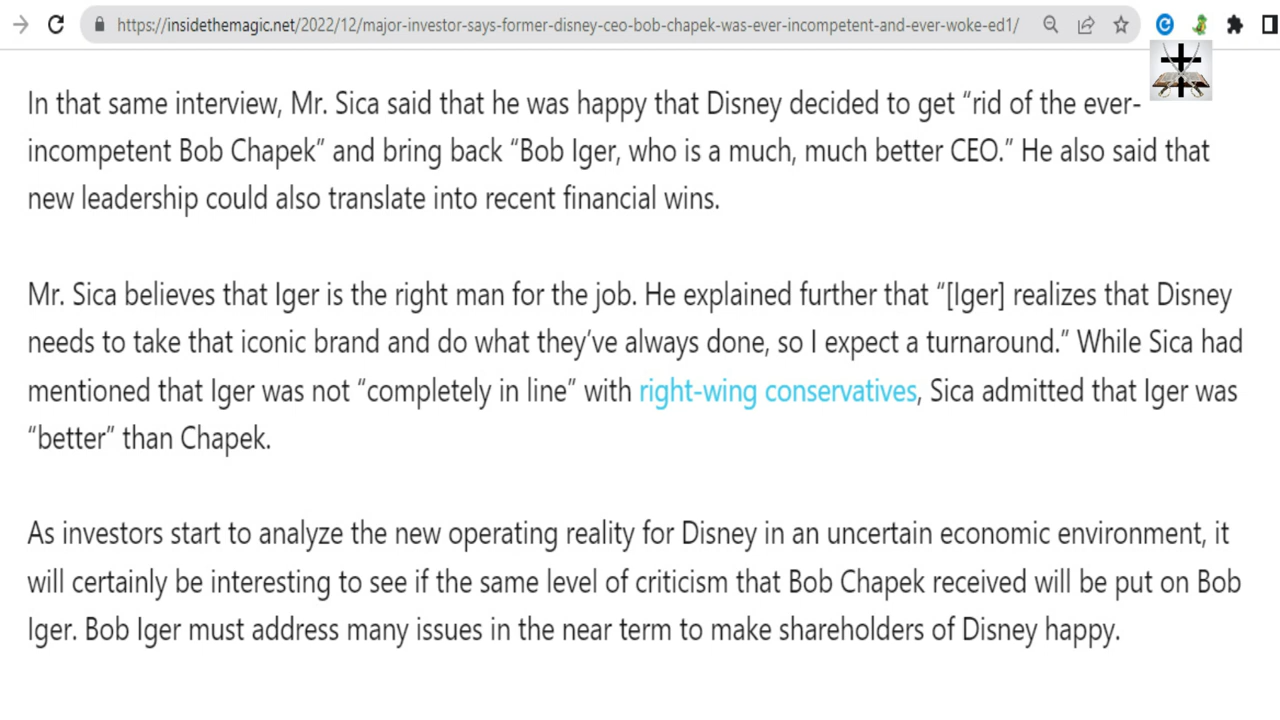 https://insidethemagic.net/2022/12/major-investor-says-former-disney-ceo-bob-chapek-was-ever-incompetent-and-ever-woke-ed1/
In that same interview, Mr. Sica said that he was happy that Disney decided to get “rid of the ever-
incompetent Bob Chapek” and bring back “Bob Iger, who is a much, much better CEO.” He also said that
new leadership could also translate into recent financial wins.
Mr. Sica believes that Iger is the right man for the job. He explained further that “[Iger] realizes that Disney
needs to take that iconic brand and do what they’ve always done, so I expect a turnaround.” While Sica had
mentioned that Iger was not “completely in line” with right-wing conservatives, Sica admitted that Iger was
“better” than Chapek.
As investors start to analyze the new operating reality for Disney in an uncertain economic environment, it
will certainly be interesting to see if the same level of criticism that Bob Chapek received will be put on Bob
Iger. Bob Iger must address many issues in the near term to make shareholders of Disney happy.